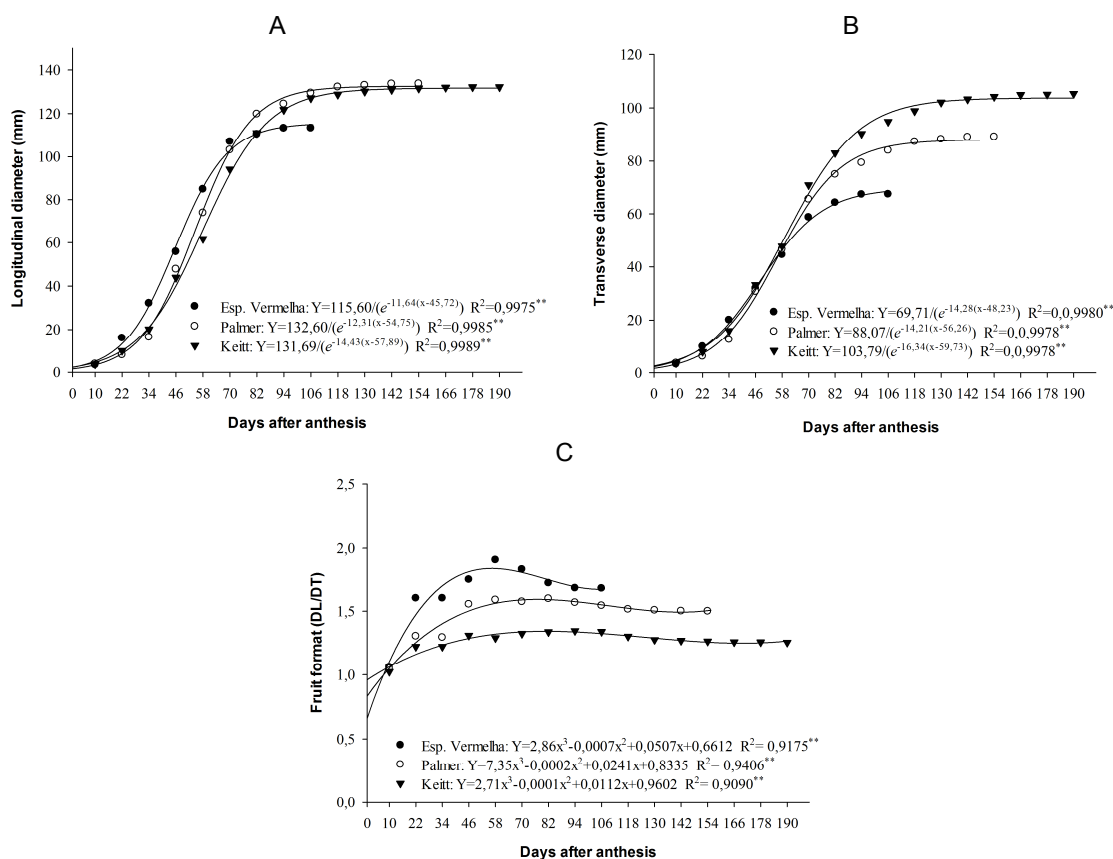 A
Longitudinal diameter (mm)
140
120
100
80
60
40
20
0
Esp. Vermelha: Y=115,60/(e^-11,64(x-45,72)) R²=0,9975**
Palmer: Y=132,60/(e^-12,31(x-54,75)) R²=0,9985**
Keitt: Y=131,69/(e^-14,43(x-57,89)) R²=0,9989**
0 10 22 34 46 58 70 82 94 106 118 130 142 154 166 178 190
Days after anthesis
B
Transverse diameter (mm)
120
100
80
60
40
20
0
Esp. Vermelha: Y=69,71/(e^-14,28(x-48,23)) R²=0,0,9980**
Palmer: Y=88,07/(e^-14,21(x-56,26)) R²=0,0,9978**
Keitt: Y=103,79/(e^-16,34(x-59,73)) R²=0,0,9978**
0 10 22 34 46 58 70 82 94 106 118 130 142 154 166 178 190
Days after anthesis
C
Fruit format (DL/DT)
2,5
2,0
1,5
1,0
0,5
0,0
Esp. Vermelha: Y=2,86x³-0,0007x²+0,0507x+0,6612 R²= 0,9175**
Palmer: Y=7,35x³-0,0002x²+0,0241x+0,8335 R²= 0,9406**
Keitt: Y=2,71x³-0,0001x²+0,0112x+0,9602 R²= 0,9090**
0 10 22 34 46 58 70 82 94 106 118 130 142 154 166 178 190
Days after anthesis